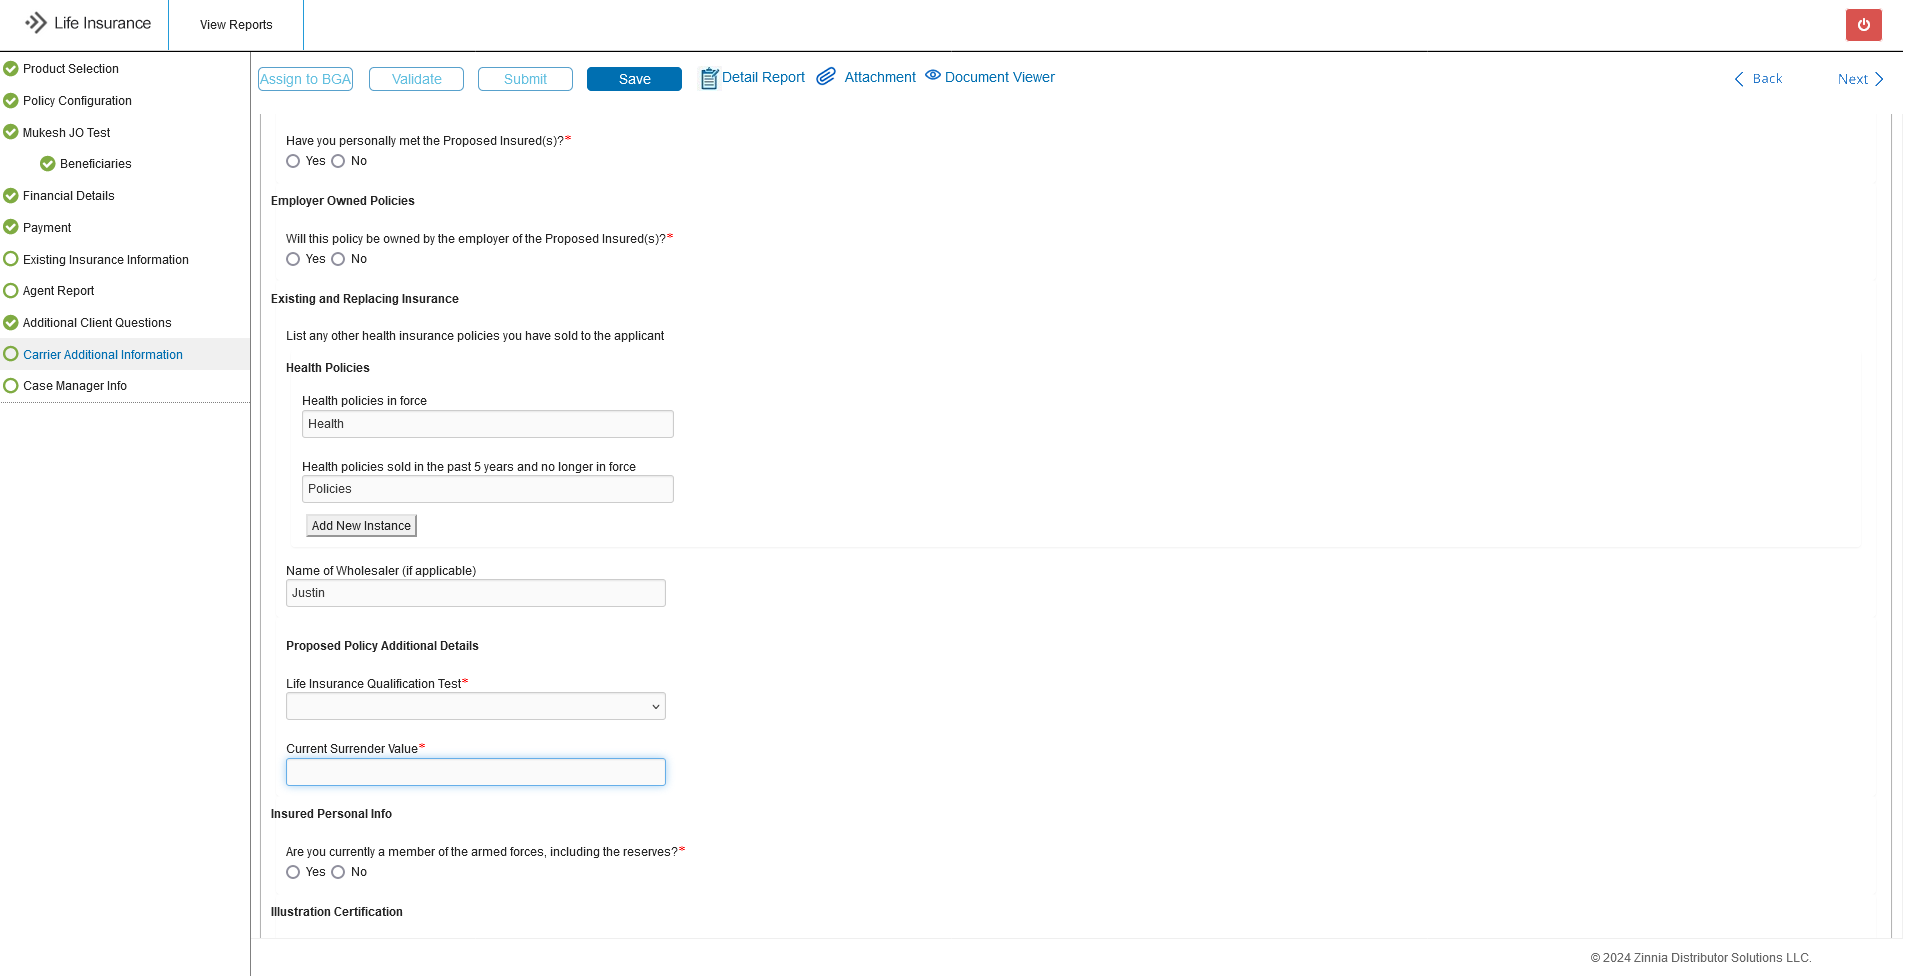 Life Insurance
View Reports
Product Selection
Policy Configuration
Mukesh JO Test
Beneficiaries
Financial Details
Payment
Existing Insurance Information
Agent Report
Additional Client Questions
Carrier Additional Information
Case Manager Info
Assign to BGA
Validate
Submit
Save
Detail Report
Attachment
Document Viewer
Back
Next
Have you personally met the Proposed Insured(s)?*
Yes No
Employer Owned Policies
Will this policy be owned by the employer of the Proposed Insured(s)?*
Yes No
Existing and Replacing Insurance
List any other health insurance policies you have sold to the applicant
Health Policies
Health policies in force
Health
Health policies sold in the past 5 years and no longer in force
Policies
Add New Instance
Name of Wholesaler (if applicable)
Justin
Proposed Policy Additional Details
Life Insurance Qualification Test*
Current Surrender Value*
Insured Personal Info
Are you currently a member of the armed forces, including the reserves?*
Yes No
Illustration Certification
© 2024 Zinnia Distributor Solutions LLC.